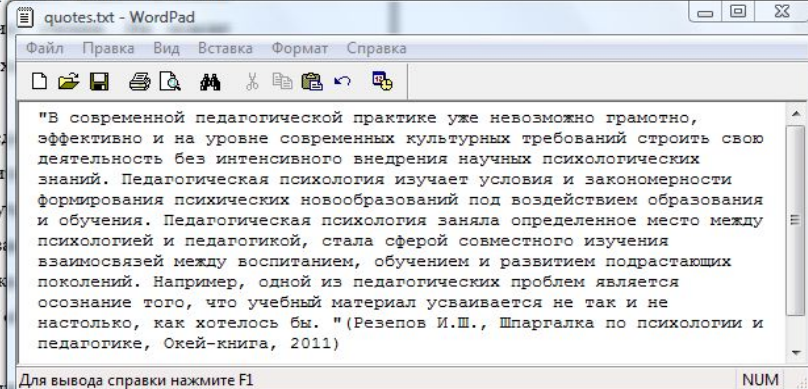 quotes.txt - WordPad
Файл Правка Вид Вставка Формат Справка
"В современной педагогической практике уже невозможно грамотно,
эффективно и на уровне современных культурных требований строить свою
деятельность без интенсивного внедрения научных психологических
знаний. Педагогическая психология изучает условия и закономерности
формирования психических новообразований под воздействием образования
и обучения. Педагогическая психология заняла определенное место между
психологией и педагогикой, стала сферой совместного изучения
взаимосвязей между воспитанием, обучением и развитием подрастающих
поколений. Например, одной из педагогических проблем является
осознание того, что учебный материал усваивается не так и не
настолько, как хотелось бы. "(Резепов И.Ш., Шпаргалка по психологии и
педагогике, Окей-книга, 2011)
Для вывода справки нажмите F1 NUM